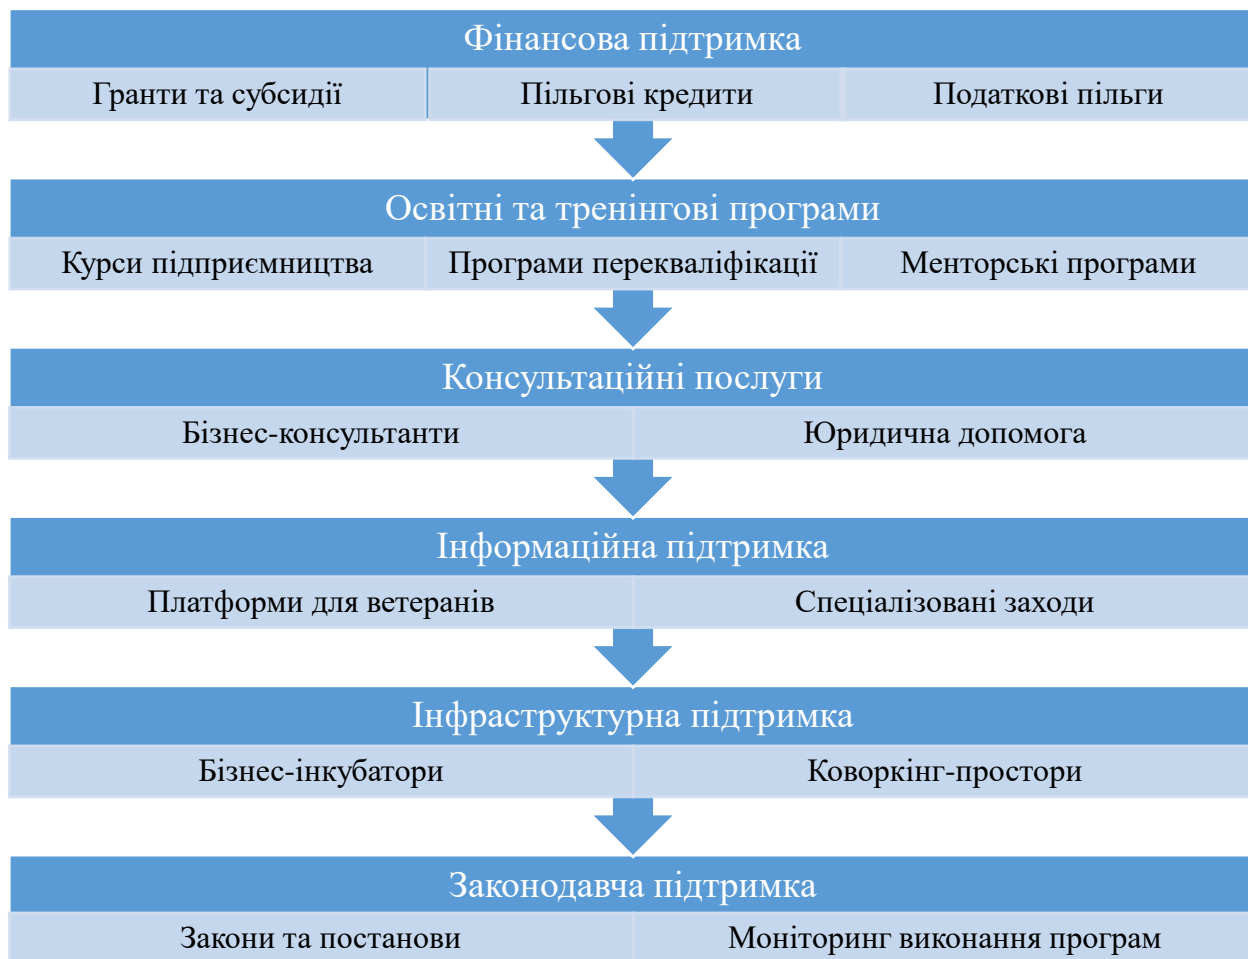 Фінансова підтримка
Гранти та субсидії Пільгові кредити Податкові пільги
Освітні та тренінгові програми
Курси підприємництва Програми перекваліфікації Менторські програми
Консультаційні послуги
Бізнес-консультанти Юридична допомога
Інформаційна підтримка
Платформи для ветеранів Спеціалізовані заходи
Інфраструктурна підтримка
Бізнес-інкубатори Коворкінг-простори
Законодавча підтримка
Закони та постанови Моніторинг виконання програм